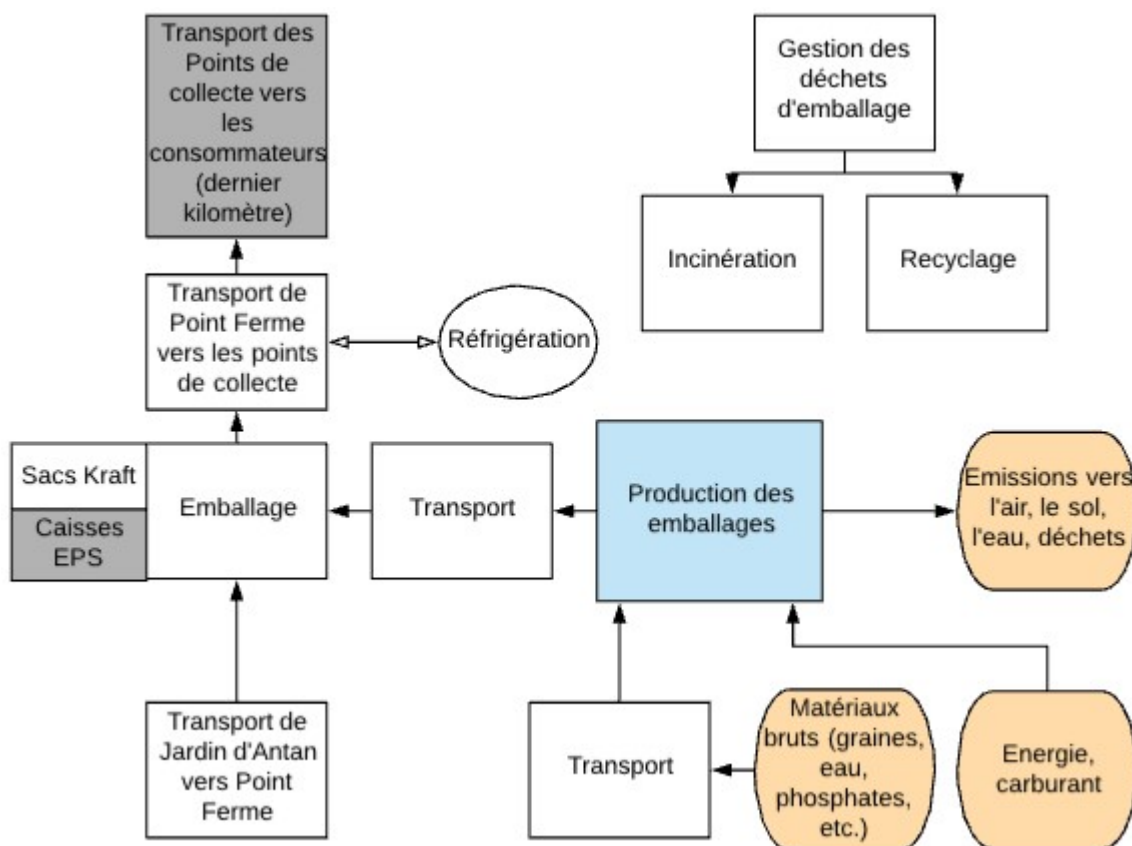 Transport des
Points de
collecte vers
les
consommateurs
(dernier
kilomètre)
Gestion des
déchets
d'emballage
Incinération
Recyclage
Transport de
Point Ferme
vers les points
de collecte
Réfrigération
Sacs Kraft
Caisses
EPS
Emballage
Transport
Production des
emballages
Emissions vers
l'air, le sol,
l'eau, déchets
Transport de
Jardin d'Antan
vers Point
Ferme
Transport
Matériaux
bruts (graines,
eau,
phosphates,
etc.)
Energie,
carburant